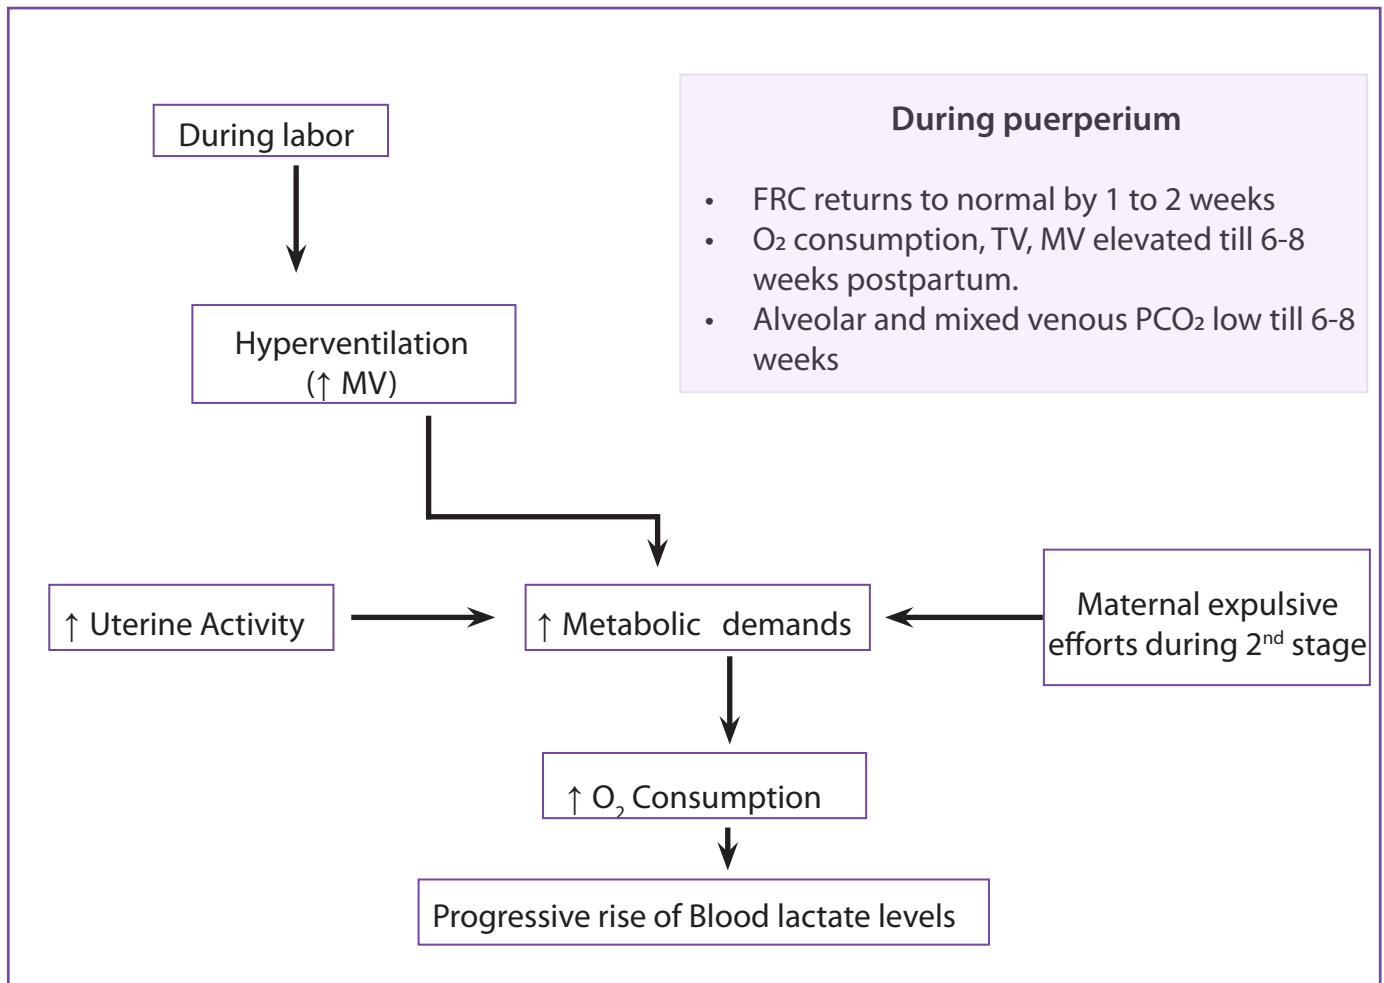 During labor
During puerperium
• FRC returns to normal by 1 to 2 weeks
• O₂ consumption, TV, MV elevated till 6-8
weeks postpartum.
• Alveolar and mixed venous PCO₂ low till 6-8
weeks
Hyperventilation
(↑ MV)
↑ Uterine Activity
↑ Metabolic demands
Maternal expulsive
efforts during 2nd stage
↑ O₂ Consumption
Progressive rise of Blood lactate levels